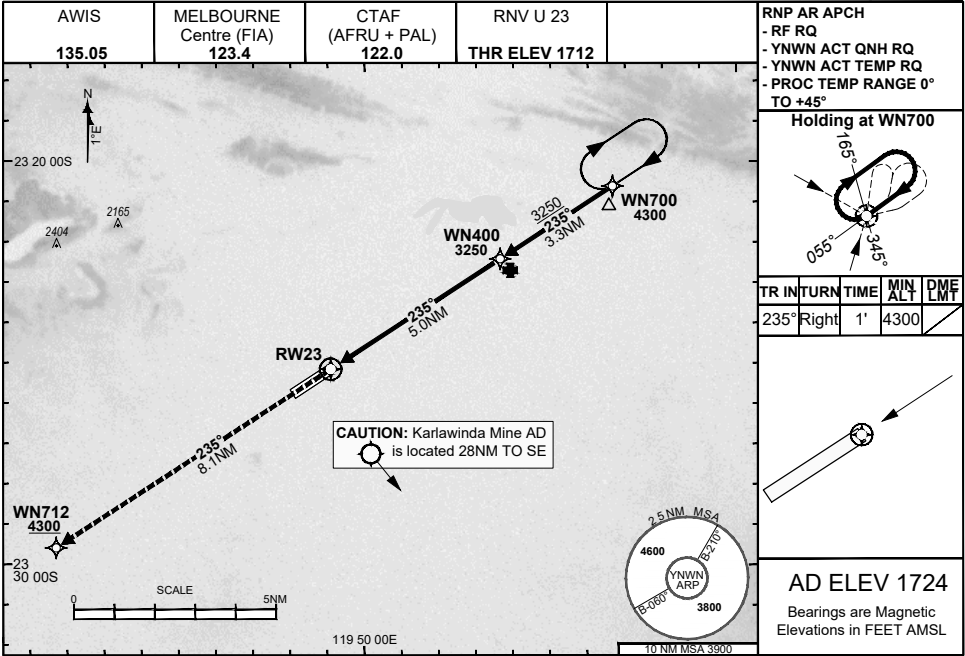 AWIS
135.05
MELBOURNE
Centre (FIA)
123.4
CTAF
(AFRU + PAL)
122.0
RNV U 23
THR ELEV 1712
RNP AR APCH
- RF RQ
- YNWN ACT QNH RQ
- YNWN ACT TEMP RQ
- PROC TEMP RANGE 0°
TO +45°
N
1°E
23 20 00S
2165
2404
WN700
4300
3250
235°
3.3NM
WN400
3250
235°
5.0NM
RW23
235°
8.1NM
CAUTION: Karlawinda Mine AD
is located 28NM TO SE
WN712
4300
23
30 00S
SCALE
0
5NM
119 50 00E
25NM MSA
4600
B-210°
YNWN
ARP
B-060°
3800
10 NM MSA 3900
Holding at WN700
165°
055°
345°
TR IN TURN TIME MIN ALT DME LMT
235° Right 1' 4300
AD ELEV 1724
Bearings are Magnetic
Elevations in FEET AMSL